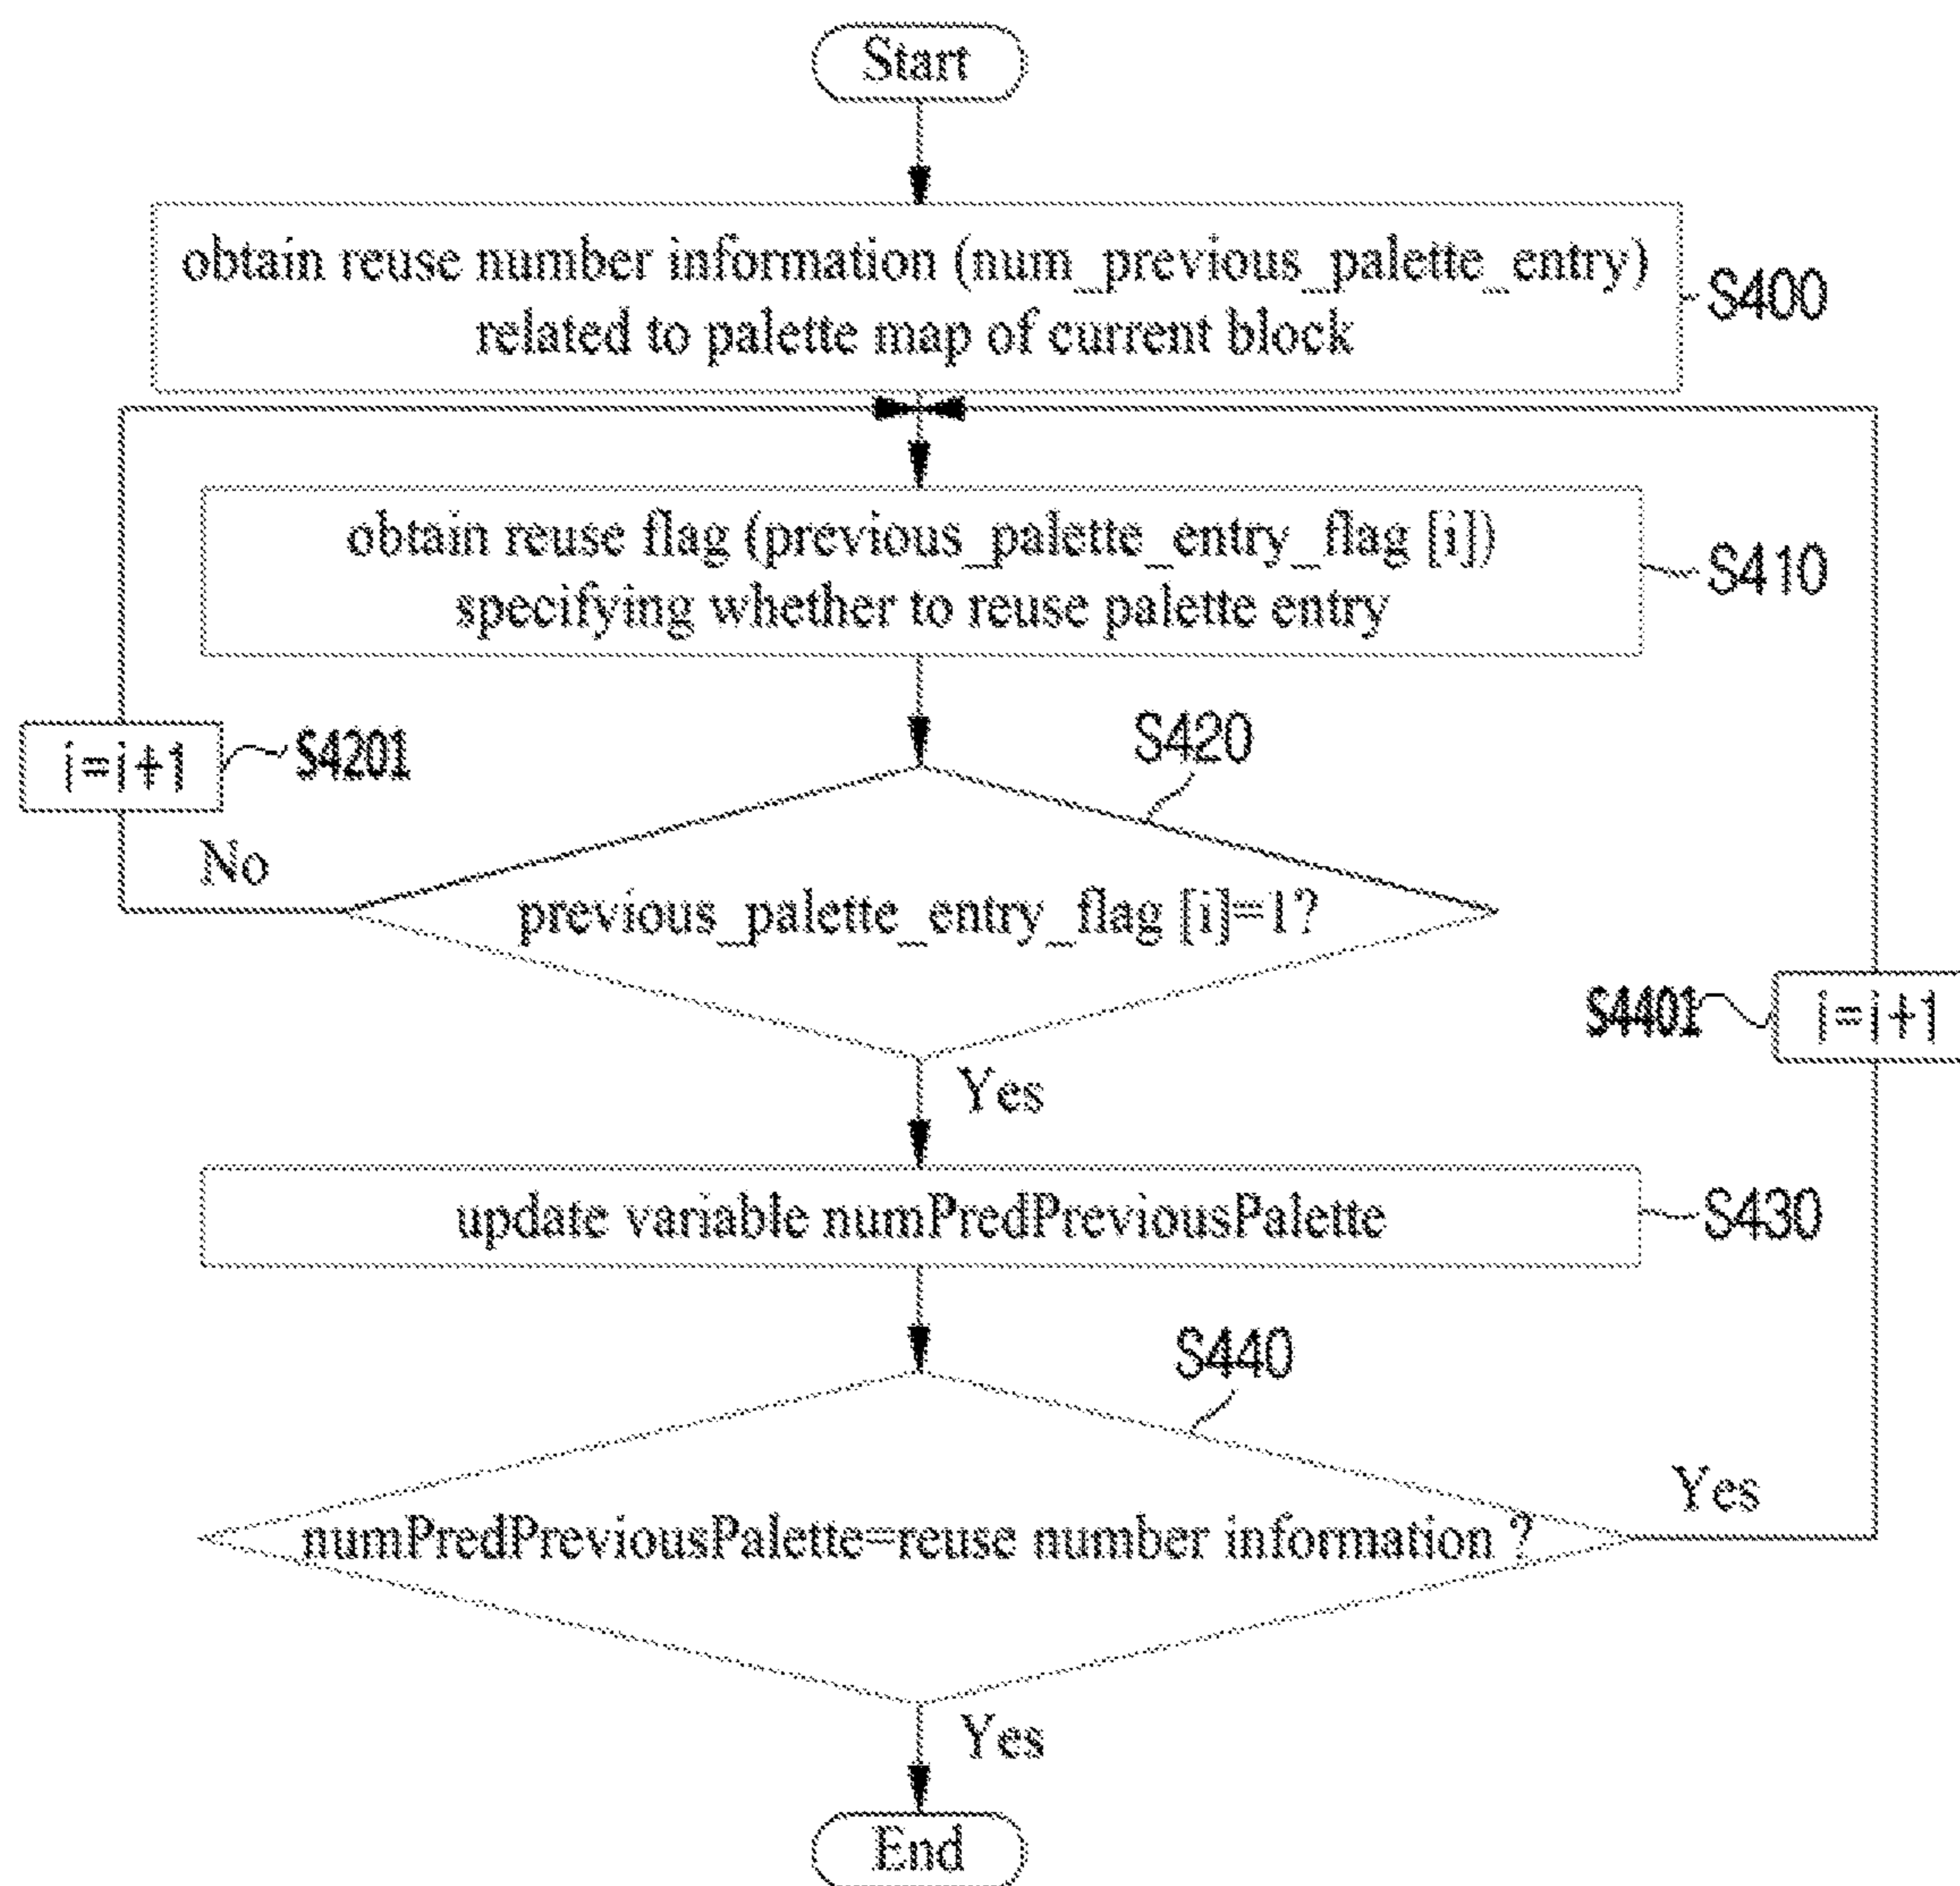 Start
obtain reuse number information (num_previous_palette_entry)
related to palette map of current block
S400
obtain reuse flag (previous_palette_entry_flag [i])
specifying whether to reuse palette entry
S410
i=i+1
S4201
S420
No
previous_palette_entry_flag [i]=1?
S4401
i=i+1
Yes
update variable numPredPreviousPalette
S430
S440
Yes
numPredPreviousPalette=reuse number information ?
Yes
End